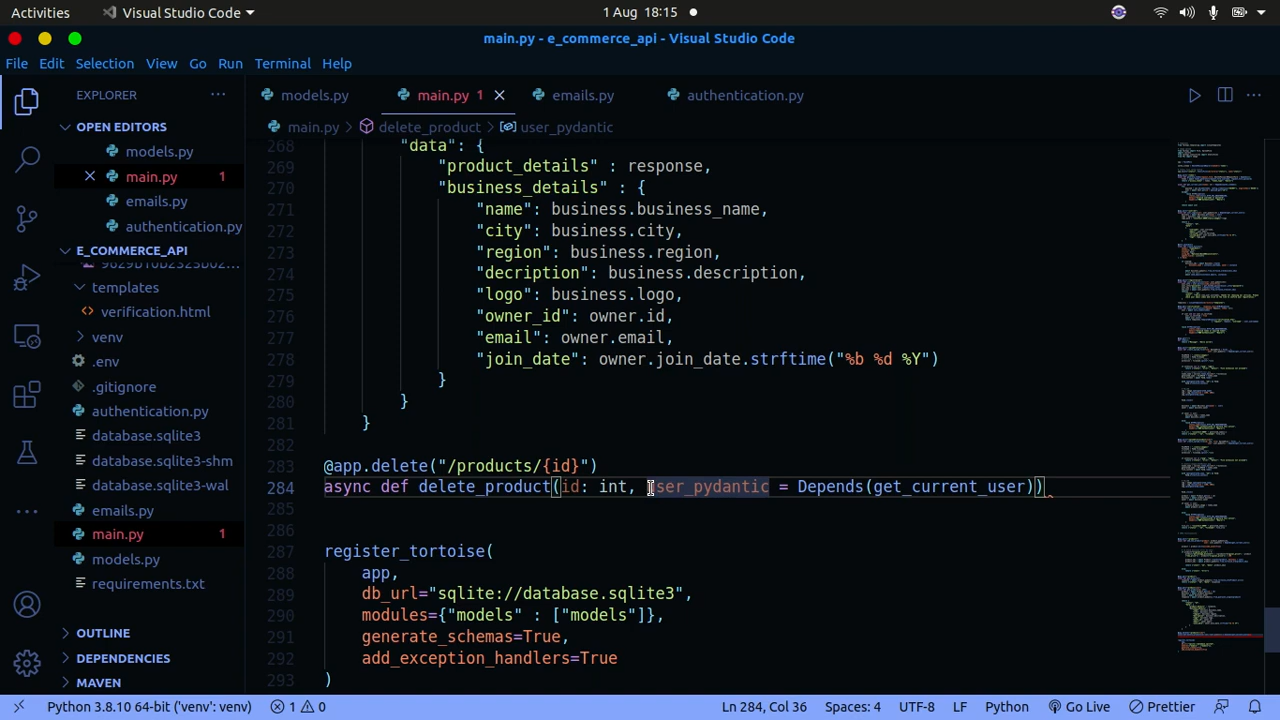 Activities Visual Studio Code 1 Aug 18:15
main.py - e_commerce_api - Visual Studio Code
File Edit Selection View Go Run Terminal Help
EXPLORER ··· models.py main.py 1 emails.py authentication.py
OPEN EDITORS main.py > delete_product > user_pydantic
models.py
main.py 1
emails.py
authentication.py
E_COMMERCE_API
templates
verification.html
venv
.env
.gitignore
authentication.py
database.sqlite3
database.sqlite3-shm
database.sqlite3-wal
emails.py
main.py 1
models.py
requirements.txt
OUTLINE
DEPENDENCIES
MAVEN
268 "data": {
269 "product_details" : response,
270 "business_details" : {
271 "name": business.business_name,
272 "city": business.city,
273 "region": business.region,
274 "description": business.description,
275 "logo": business.logo,
276 "owner_id": owner.id,
277 "email": owner.email,
278 "join_date": owner.join_date.strftime("%b %d %Y")
279 }
280 }
281 }
282
283 @app.delete("/products/{id}")
284 async def delete_product(id: int, user_pydantic = Depends(get_current_user))
285
286
287 register_tortoise(
288 app,
289 db_url="sqlite://database.sqlite3",
290 modules={"models" : ["models"]},
291 generate_schemas=True,
292 add_exception_handlers=True
293 )
Python 3.8.10 64-bit ('venv': venv) 1 0 Ln 284, Col 36 Spaces: 4 UTF-8 LF Python Go Live Prettier